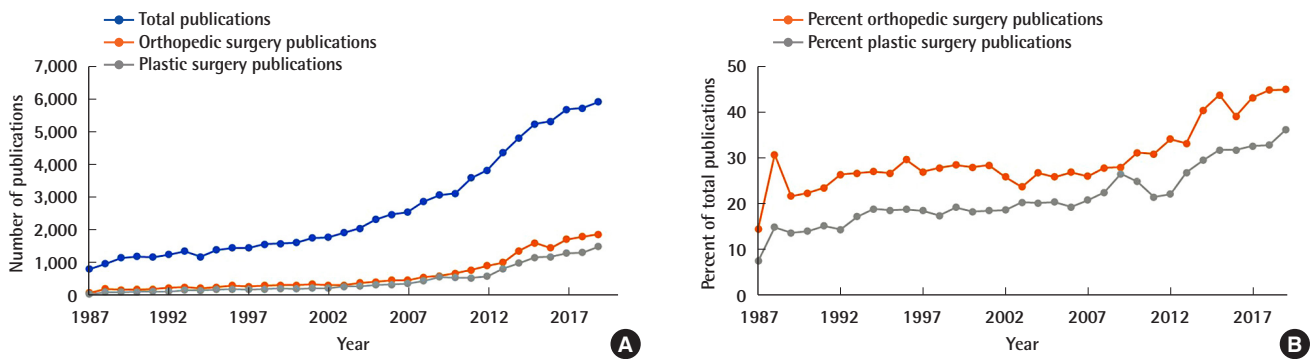 Total publications
Orthopedic surgery publications
Plastic surgery publications
7,000
6,000
5,000
4,000
3,000
2,000
1,000
0
Number of publications
1987 1992 1997 2002 2007 2012 2017
Year
A
Percent orthopedic surgery publications
Percent plastic surgery publications
50
40
30
20
10
0
Percent of total publications
1987 1992 1997 2002 2007 2012 2017
Year
B